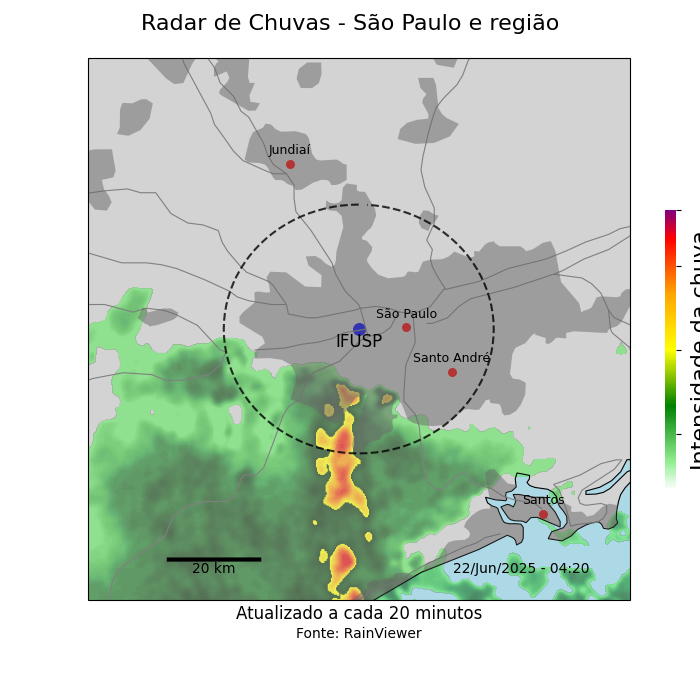 Radar de Chuvas - São Paulo e região
Jundiaí
São Paulo
IFUSP
Santo André
Intensidade da chuva
Santos
20 km
22/Jun/2025 - 04:20
Atualizado a cada 20 minutos
Fonte: RainViewer